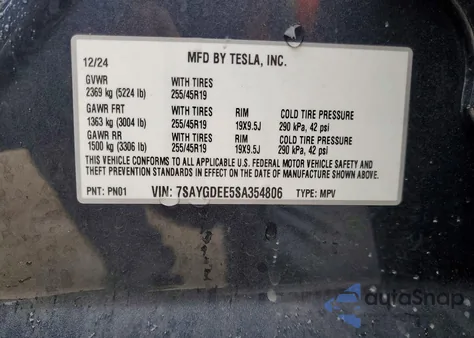 12/24 MFD BY TESLA, INC.
GVWR WITH TIRES
2369 kg (5224 lb) 255/45R19
GAWR FRT WITH TIRES RIM COLD TIRE PRESSURE
1363 kg (3004 lb) 255/45R19 19X9.5J 290 kPa, 42 psi
GAWR RR WITH TIRES RIM COLD TIRE PRESSURE
1500 kg (3306 lb) 255/45R19 19X9.5J 290 kPa, 42 psi
THIS VEHICLE CONFORMS TO ALL APPLICABLE U.S. FEDERAL MOTOR VEHICLE SAFETY AND
THEFT PREVENTION STANDARDS IN EFFECT ON THE DATE OF MANUFACTURE SHOWN ABOVE.
PNT: PN01 VIN: 7SAYGDEE5SA354806 TYPE: MPV
autoSnap